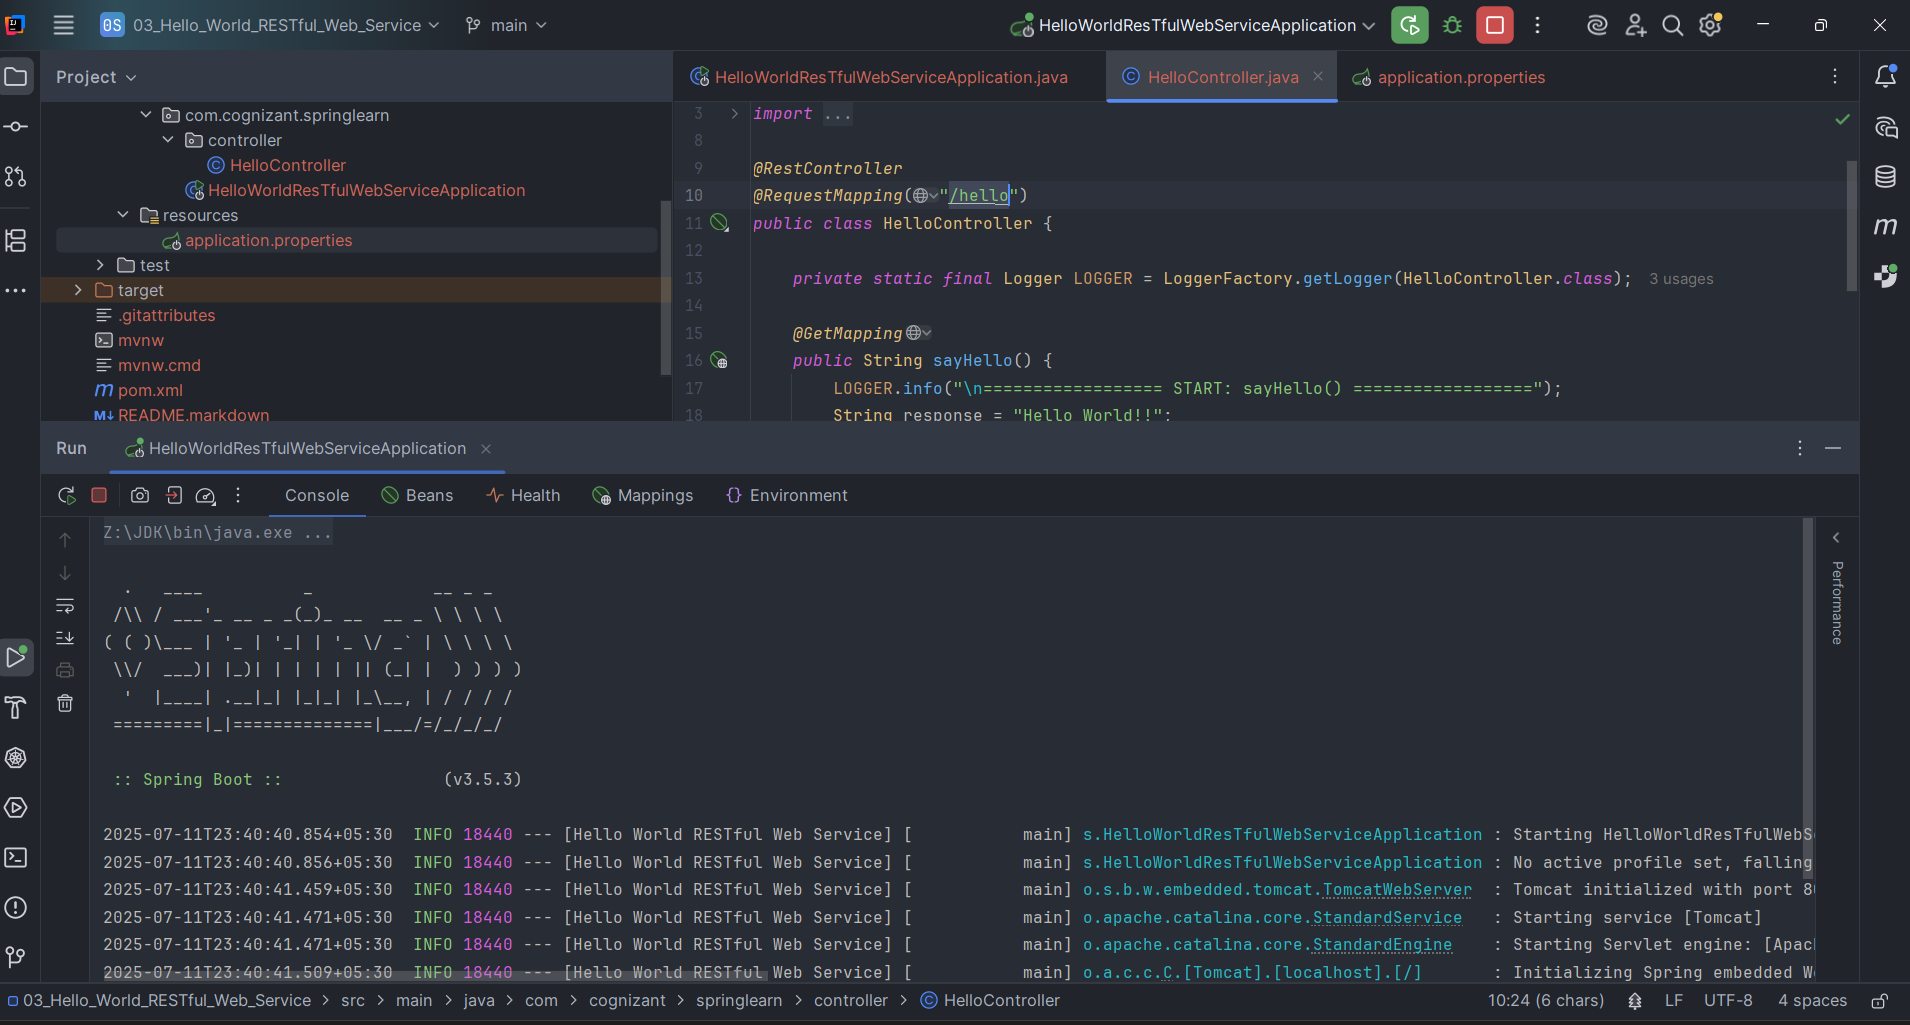 OS 03_Hello_World_RESTful_Web_Service main HelloWorldResTfulWebServiceApplication
Project
com.cognizant.springlearn
controller
HelloController
HelloWorldResTfulWebServiceApplication
resources
application.properties
test
target
.gitattributes
mvnw
mvnw.cmd
pom.xml
README.markdown
HelloWorldResTfulWebServiceApplication.java HelloController.java application.properties
3 import ...
8
9 @RestController
10 @RequestMapping("/hello")
11 public class HelloController {
12
13 private static final Logger LOGGER = LoggerFactory.getLogger(HelloController.class); 3 usages
14
15 @GetMapping
16 public String sayHello() {
17 LOGGER.info("\n================== START: sayHello() ==================");
18 String response = "Hello World!!";
Run HelloWorldResTfulWebServiceApplication
Console Beans Health Mappings Environment
Z:\JDK\bin\java.exe ...
  .   ____          _            __ _ _
 /\\ / ___'_ __ _ _(_)_ __  __ _ \ \ \ \
( ( )\___ | '_ | '_| | '_ \/ _` | \ \ \ \
 \\/  ___)| |_)| | | | | || (_| |  ) ) ) )
  '  |____| .__|_| |_|_| |_\__, | / / / /
 =========|_|==============|___/=/_/_/_/
:: Spring Boot :: (v3.5.3)
2025-07-11T23:40:40.854+05:30 INFO 18440 --- [Hello World RESTful Web Service] [ main] s.HelloWorldResTfulWebServiceApplication : Starting HelloWorldResTfulWebS
2025-07-11T23:40:40.856+05:30 INFO 18440 --- [Hello World RESTful Web Service] [ main] s.HelloWorldResTfulWebServiceApplication : No active profile set, falling
2025-07-11T23:40:41.459+05:30 INFO 18440 --- [Hello World RESTful Web Service] [ main] o.s.b.w.embedded.tomcat.TomcatWebServer : Tomcat initialized with port 8
2025-07-11T23:40:41.471+05:30 INFO 18440 --- [Hello World RESTful Web Service] [ main] o.apache.catalina.core.StandardService : Starting service [Tomcat]
2025-07-11T23:40:41.471+05:30 INFO 18440 --- [Hello World RESTful Web Service] [ main] o.apache.catalina.core.StandardEngine : Starting Servlet engine: [Apac
2025-07-11T23:40:41.509+05:30 INFO 18440 --- [Hello World RESTful Web Service] [ main] o.a.c.c.C.[Tomcat].[localhost].[/] : Initializing Spring embedded W
Performance
03_Hello_World_RESTful_Web_Service > src > main > java > com > cognizant > springlearn > controller > HelloController 10:24 (6 chars) LF UTF-8 4 spaces